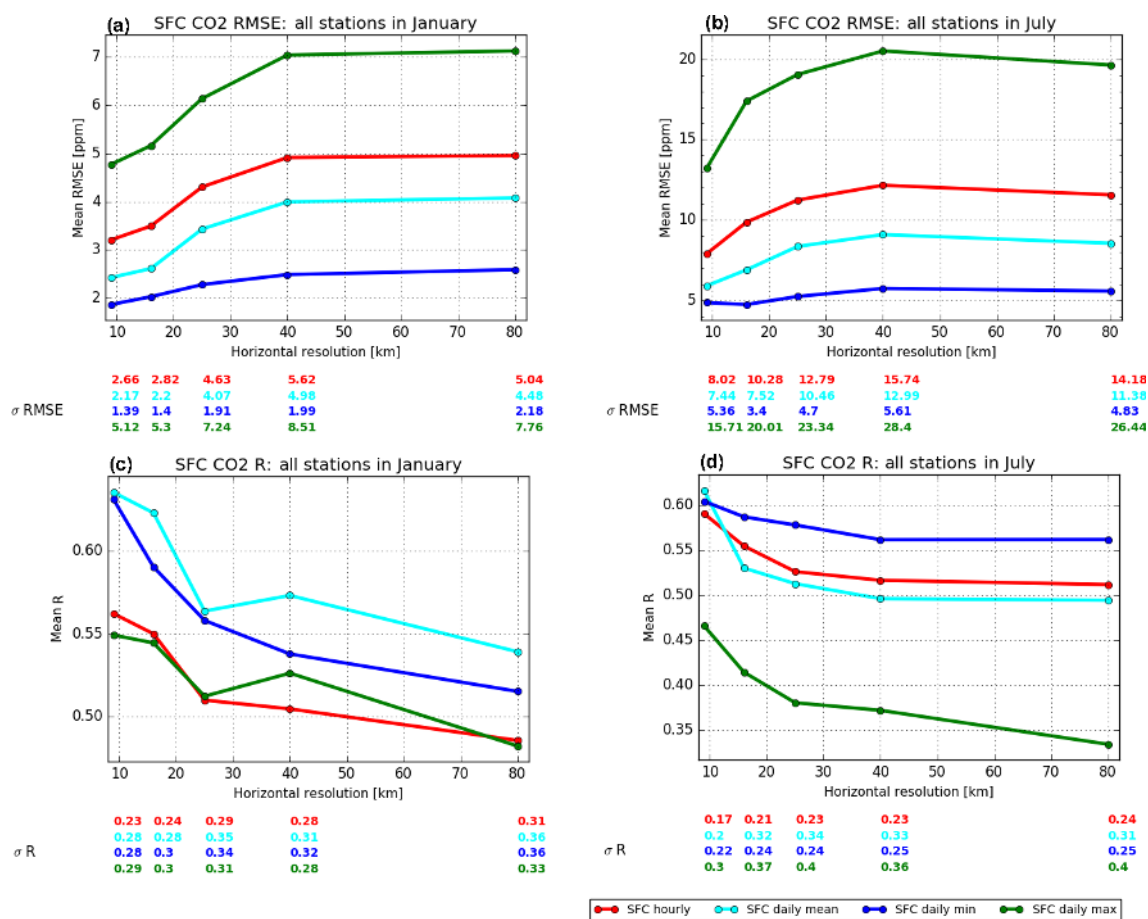 (a) SFC CO2 RMSE: all stations in January
7
6
5
4
3
2
Mean RMSE [ppm]
10 20 30 40 50 60 70 80
Horizontal resolution [km]
2.66 2.82 4.63 5.62 5.04
2.17 2.2 4.07 4.98 4.48
σ RMSE
1.39 1.4 1.91 1.99 2.18
5.12 5.3 7.24 8.51 7.76
(b) SFC CO2 RMSE: all stations in July
20
15
10
5
Mean RMSE [ppm]
10 20 30 40 50 60 70 80
Horizontal resolution [km]
8.02 10.28 12.79 15.74 14.18
7.44 7.52 10.46 12.99 11.38
σ RMSE
5.36 3.4 4.7 5.61 4.83
15.71 20.01 23.34 28.4 26.44
(c) SFC CO2 R: all stations in January
0.60
0.55
0.50
Mean R
10 20 30 40 50 60 70 80
Horizontal resolution [km]
0.23 0.24 0.29 0.28 0.31
0.28 0.28 0.35 0.31 0.36
0.28 0.3 0.34 0.32 0.36
σ R
0.29 0.3 0.31 0.28 0.33
(d) SFC CO2 R: all stations in July
0.60
0.55
0.50
0.45
0.40
0.35
Mean R
10 20 30 40 50 60 70 80
Horizontal resolution [km]
0.17 0.21 0.23 0.23 0.24
0.2 0.32 0.34 0.33 0.31
0.22 0.24 0.24 0.25 0.25
σ R
0.3 0.37 0.4 0.36 0.4
SFC hourly SFC daily mean SFC daily min SFC daily max